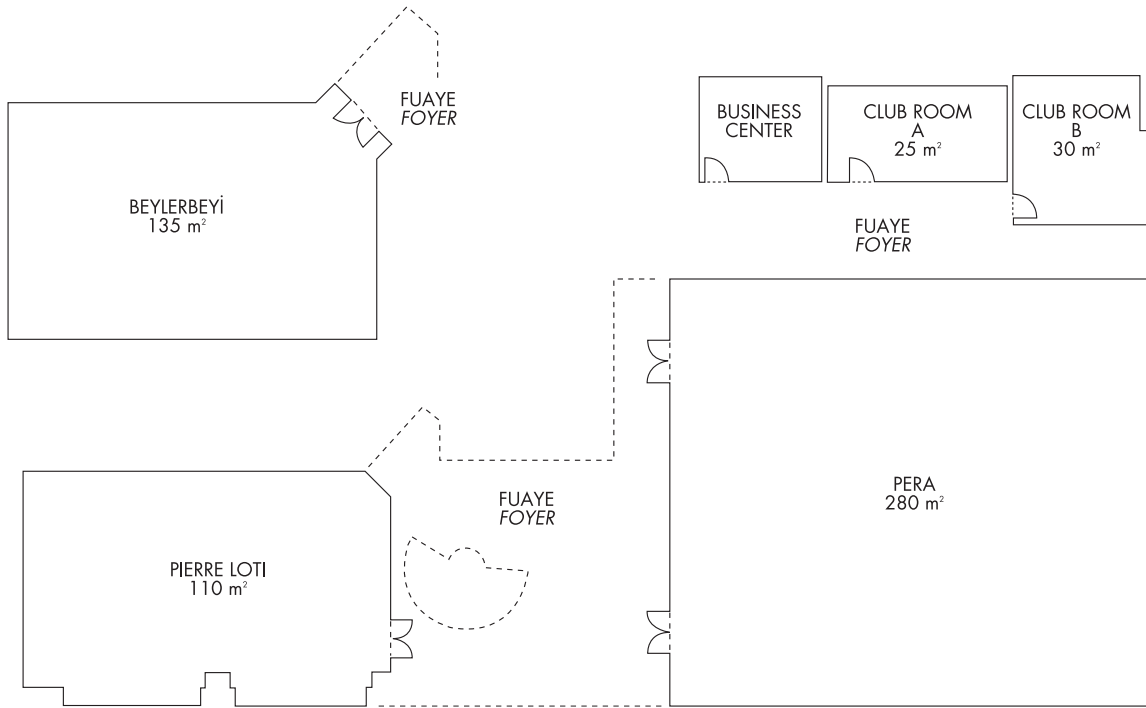 FUAYE
FOYER
BEYLERBEYİ
135 m²
BUSINESS
CENTER
CLUB ROOM
A
25 m²
CLUB ROOM
B
30 m²
FUAYE
FOYER
PERA
280 m²
FUAYE
FOYER
PIERRE LOTI
110 m²